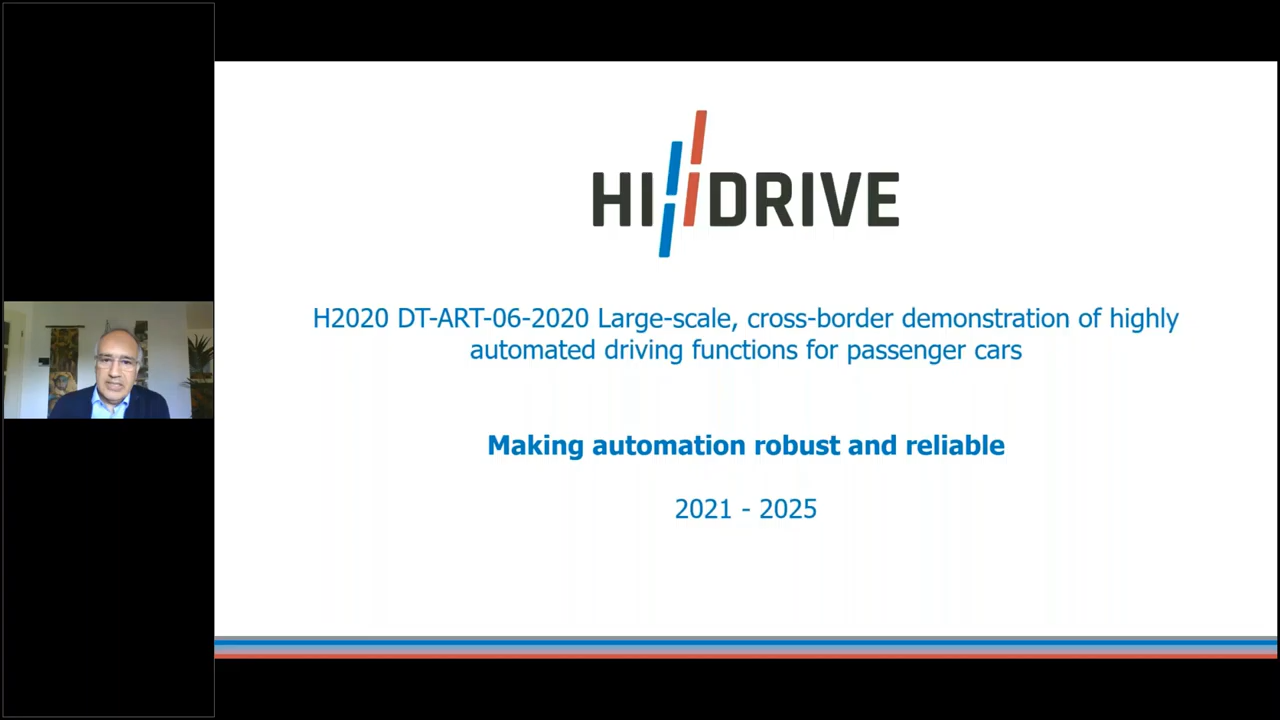 HI DRIVE
H2020 DT-ART-06-2020 Large-scale, cross-border demonstration of highly
automated driving functions for passenger cars
Making automation robust and reliable
2021 - 2025